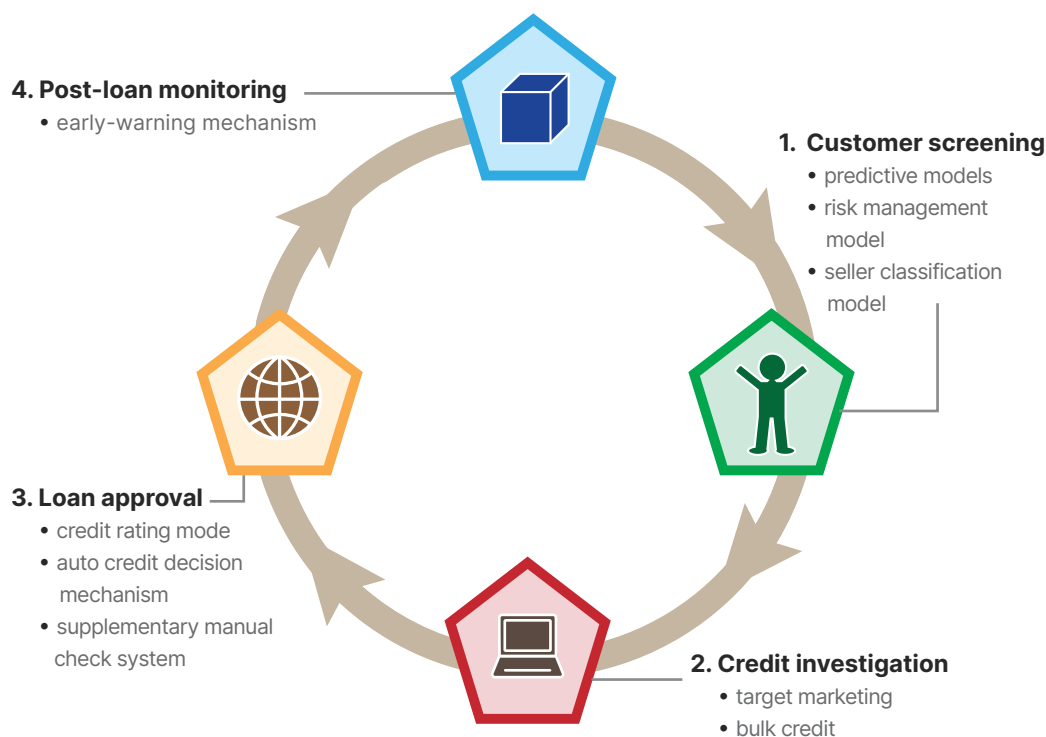 4. Post-loan monitoring
• early-warning mechanism
1. Customer screening
• predictive models
• risk management
model
• seller classification
model
3. Loan approval
• credit rating mode
• auto credit decision
mechanism
• supplementary manual
check system
2. Credit investigation
• target marketing
• bulk credit